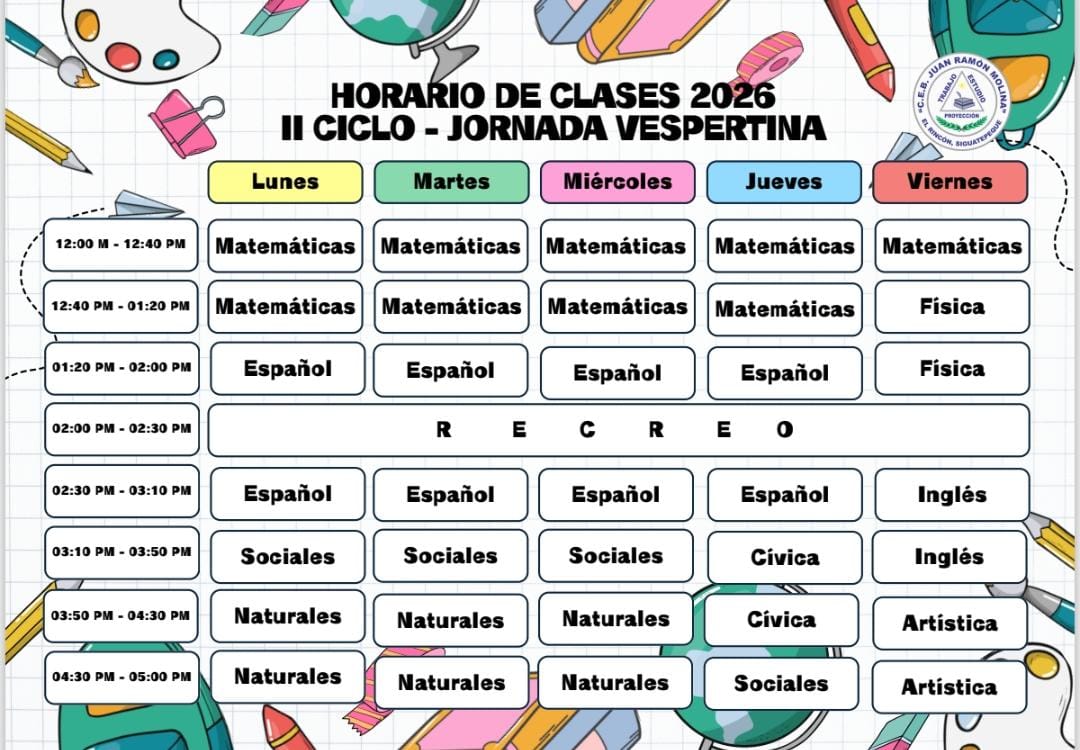 HORARIO DE CLASES 2026
II CICLO - JORNADA VESPERTINA
C.E.B. JUAN RAMÓN MOLINA
TRABAJO
ESTUDIO
PROYECCIÓN
EL RINCÓN, SIGUATEPEQUE
Lunes Martes Miércoles Jueves Viernes
12:00 M - 12:40 PM Matemáticas Matemáticas Matemáticas Matemáticas Matemáticas
12:40 PM - 01:20 PM Matemáticas Matemáticas Matemáticas Matemáticas Física
01:20 PM - 02:00 PM Español Español Español Español Física
02:00 PM - 02:30 PM R E C R E O
02:30 PM - 03:10 PM Español Español Español Español Inglés
03:10 PM - 03:50 PM Sociales Sociales Sociales Cívica Inglés
03:50 PM - 04:30 PM Naturales Naturales Naturales Cívica Artística
04:30 PM - 05:00 PM Naturales Naturales Naturales Sociales Artística